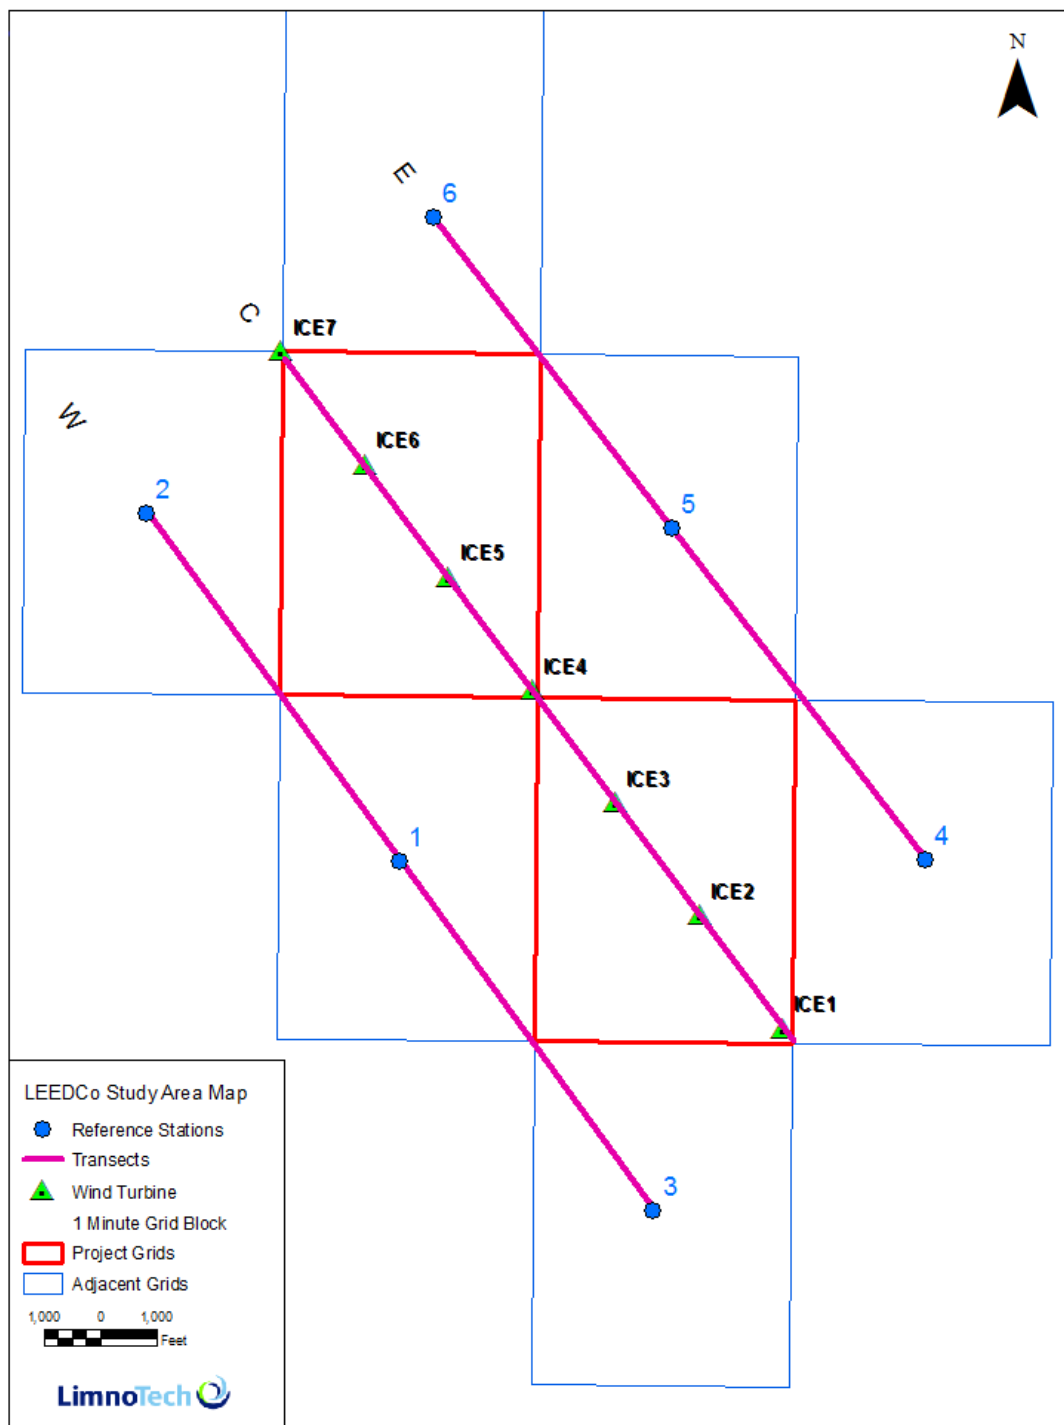 N
E
6
C
ICE7
W
ICE6
2
5
ICE5
ICE4
ICE3
1
4
ICE2
ICE1
3
LEEDCo Study Area Map
Reference Stations
Transects
Wind Turbine
1 Minute Grid Block
Project Grids
Adjacent Grids
1,000 0 1,000
Feet
LimnoTech